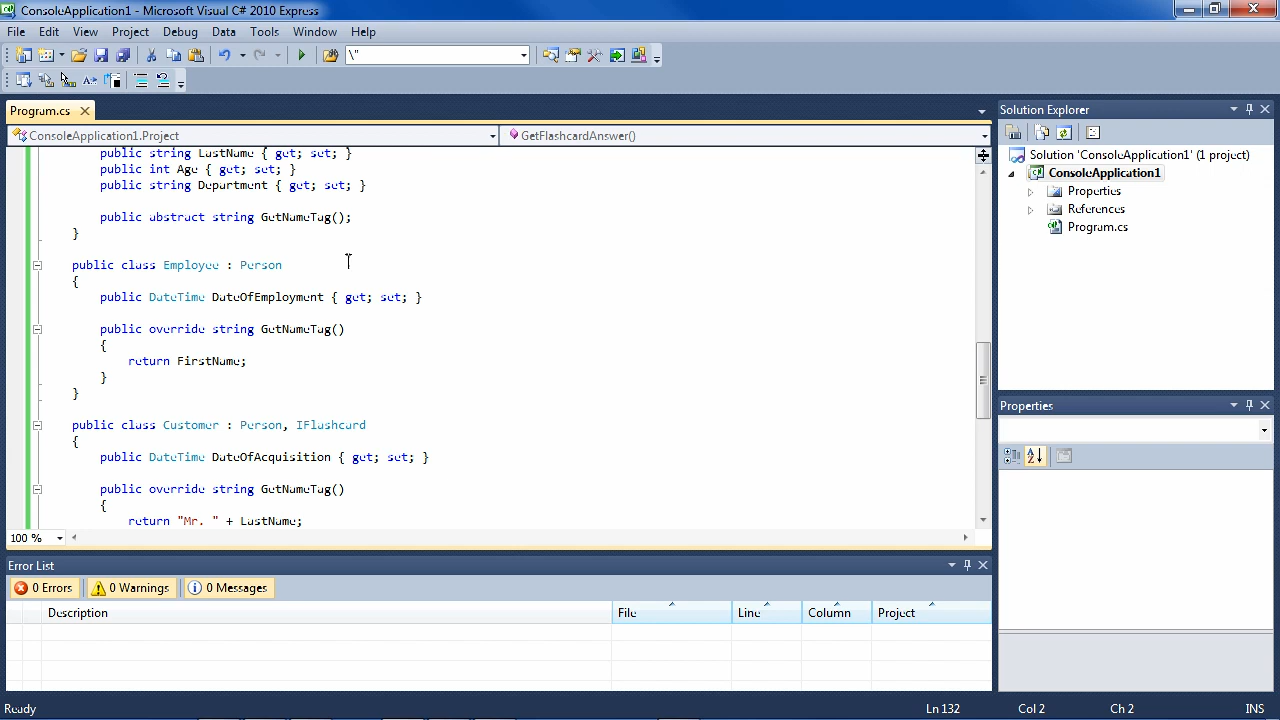 ConsoleApplication1 - Microsoft Visual C# 2010 Express
File Edit View Project Debug Data Tools Window Help
\"
Program.cs
ConsoleApplication1.Project
GetFlashcardAnswer()
public string LastName { get; set; }
public int Age { get; set; }
public string Department { get; set; }
public abstract string GetNameTag();
}
public class Employee : Person
{
public DateTime DateOfEmployment { get; set; }
public override string GetNameTag()
{
return FirstName;
}
}
public class Customer : Person, IFlashcard
{
public DateTime DateOfAcquisition { get; set; }
public override string GetNameTag()
{
return "Mr. " + LastName;
100 %
Solution Explorer
Solution 'ConsoleApplication1' (1 project)
ConsoleApplication1
Properties
References
Program.cs
Properties
Error List
0 Errors 0 Warnings 0 Messages
Description File Line Column Project
Ready Ln 132 Col 2 Ch 2 INS